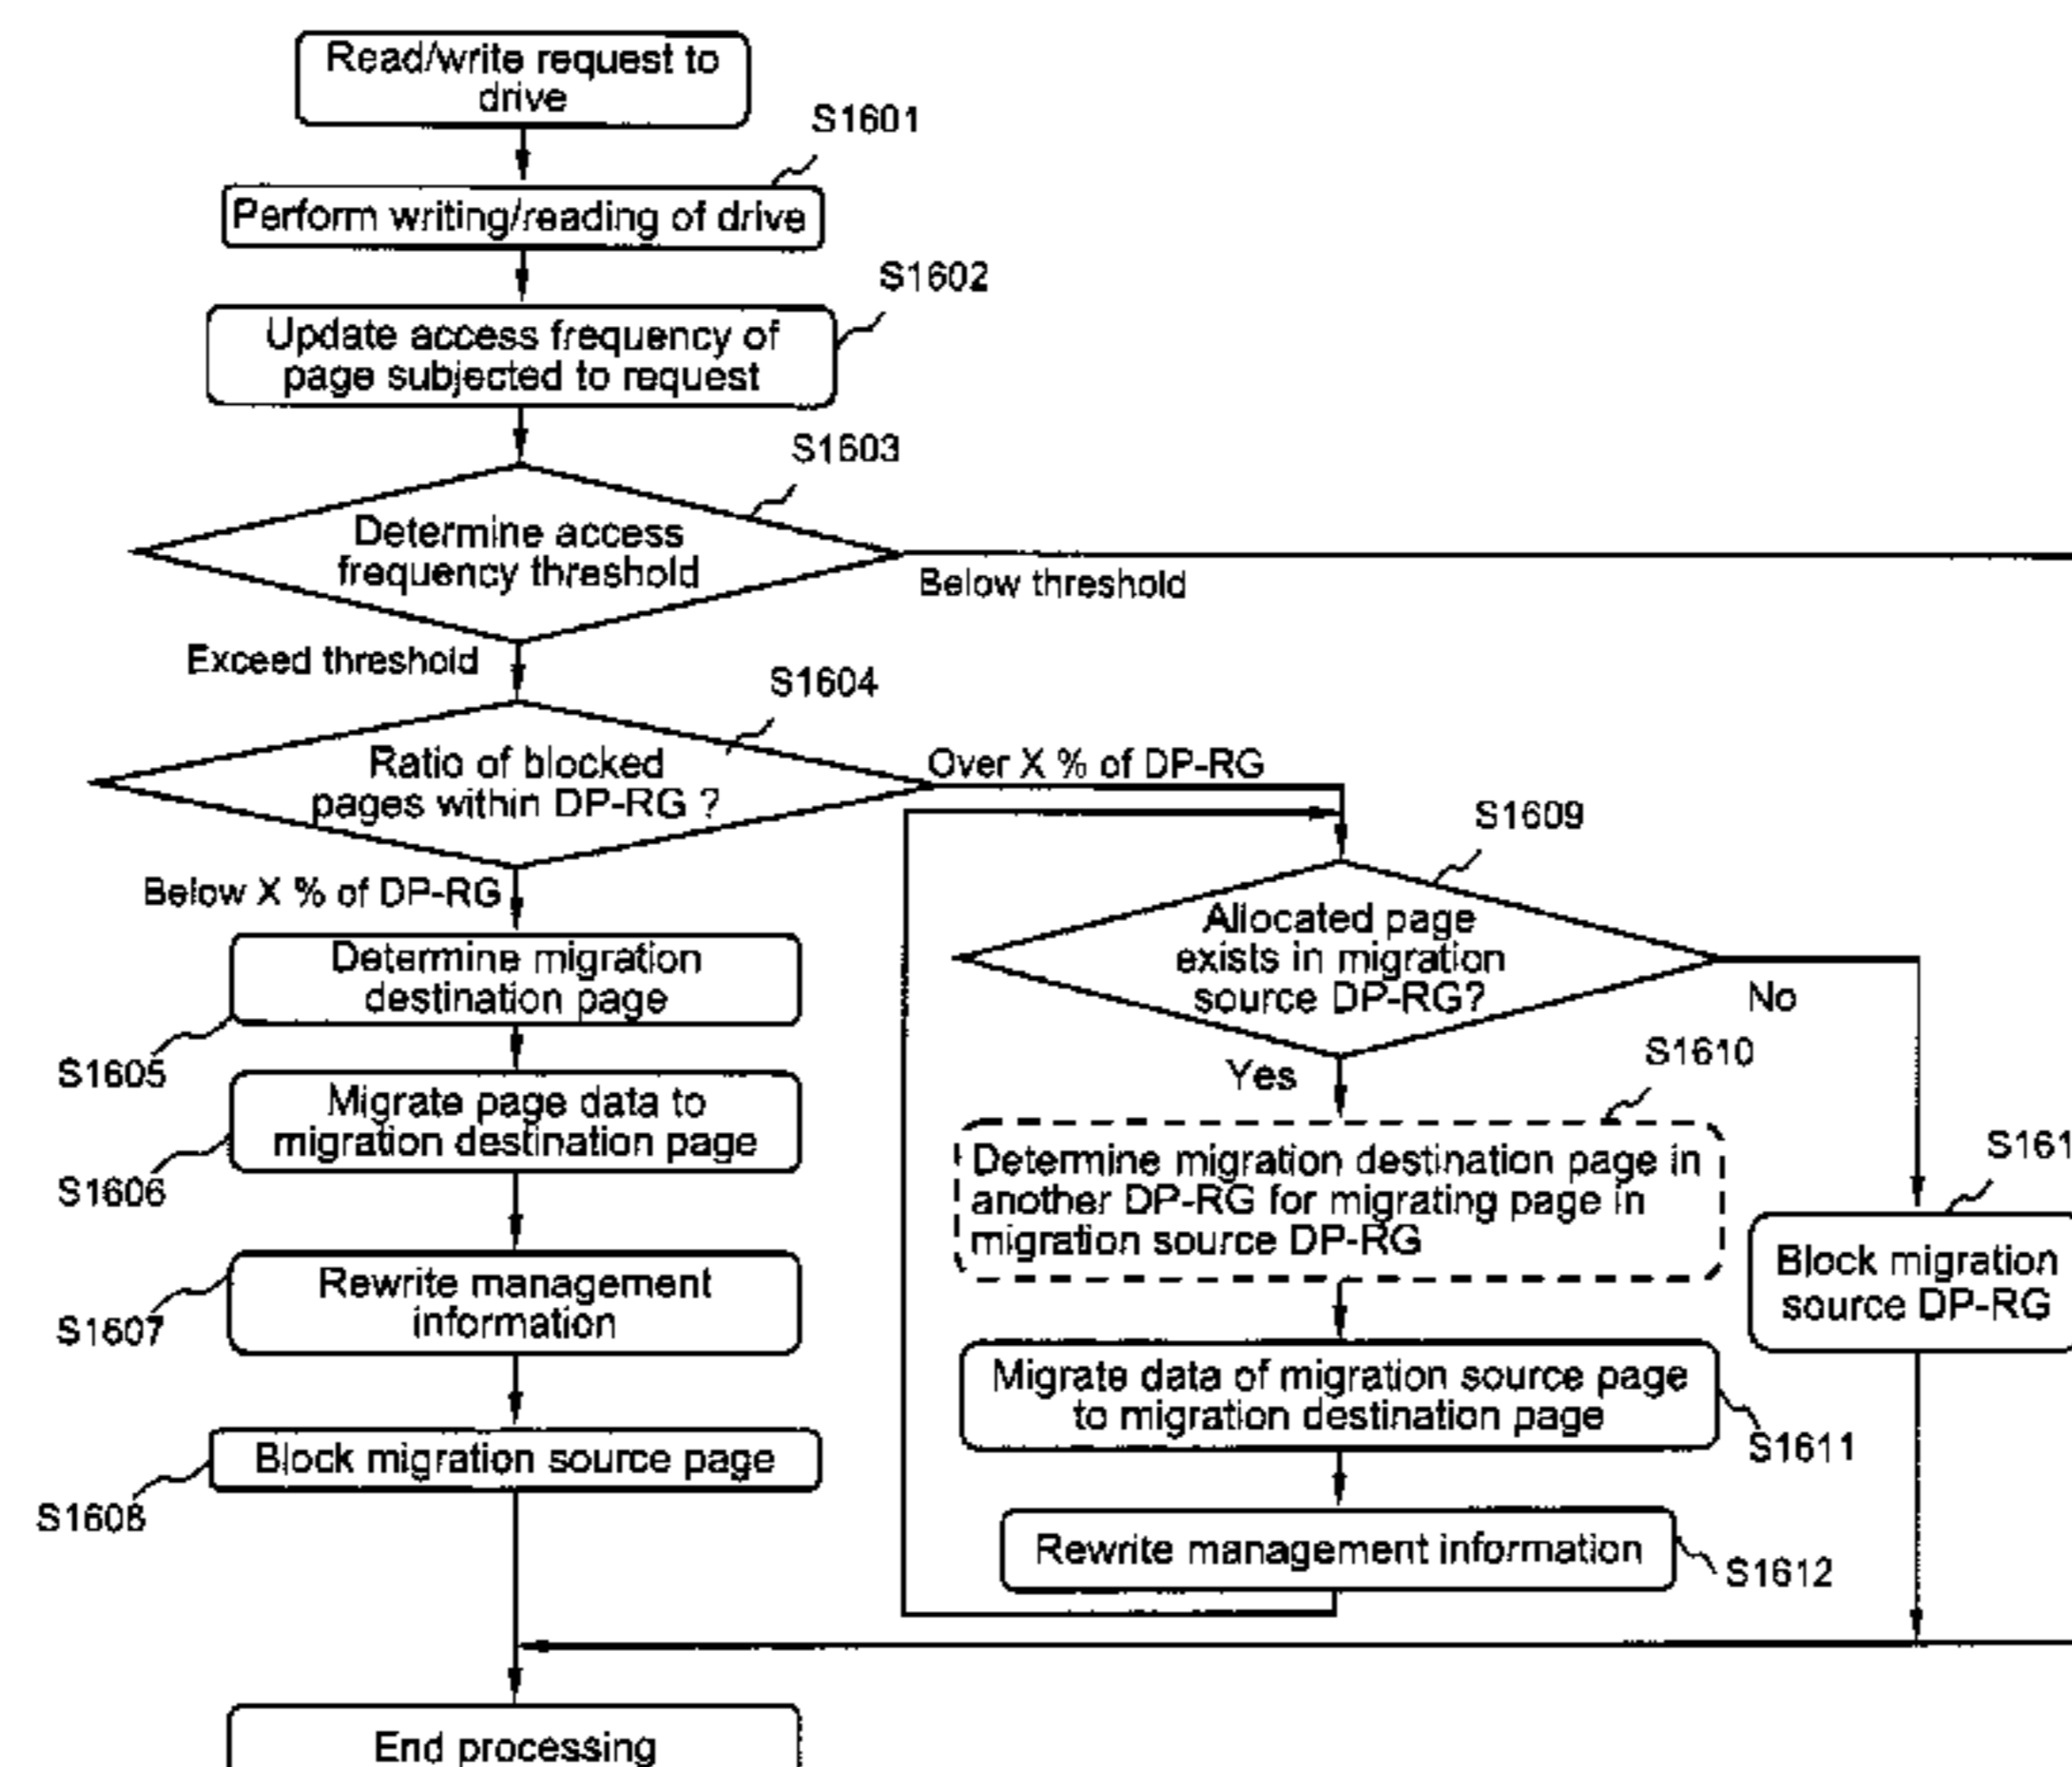 Read/write request to
drive
S1601
Perform writing/reading of drive
S1602
Update access frequency of
page subjected to request
S1603
Determine access
frequency threshold
Below threshold
Exceed threshold
S1604
Ratio of blocked
pages within DP-RG ?
Over X % of DP-RG
Below X % of DP-RG
S1609
Allocated page
exists in migration
source DP-RG?
No
Yes
Determine migration
destination page
S1605
Migrate page data to
migration destination page
S1606
Rewrite management
information
S1607
Block migration source page
S1608
S1610
Determine migration destination page in
another DP-RG for migrating page in
migration source DP-RG
S161
Block migration
source DP-RG
Migrate data of migration source page
to migration destination page
S1611
Rewrite management information
S1612
End processing